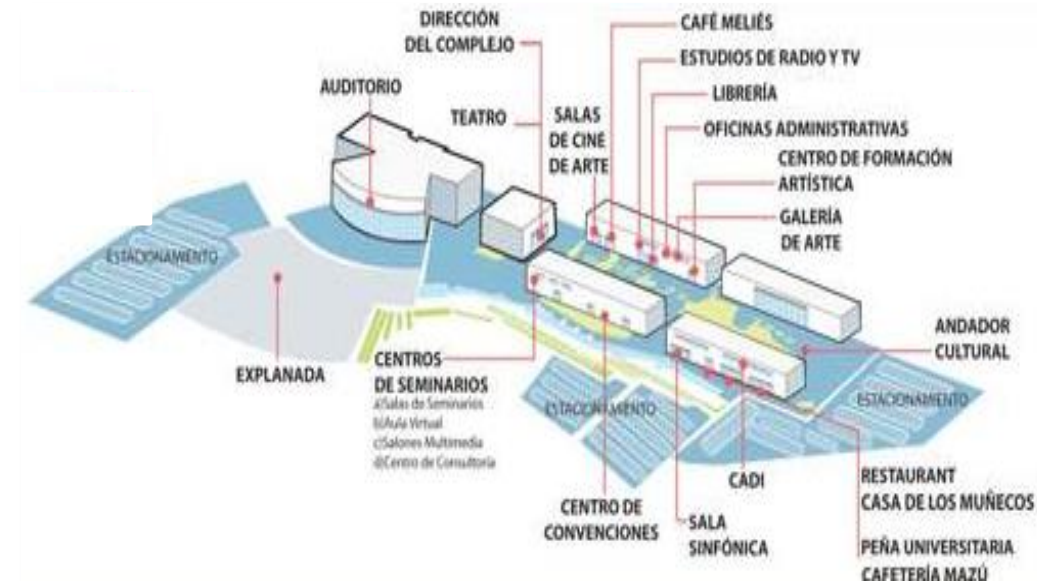 DIRECCIÓN
DEL COMPLEJO
CAFÉ MELIÉS
ESTUDIOS DE RADIO Y TV
LIBRERÍA
OFICINAS ADMINISTRATIVAS
CENTRO DE FORMACIÓN
ARTÍSTICA
GALERÍA
DE ARTE
AUDITORIO
TEATRO
SALAS
DE CINE
DE ARTE
ESTACIONAMIENTO
EXPLANADA
CENTROS
DE SEMINARIOS
a)Salas de Seminarios
b)Aula Virtual
c)Salones Multimedia
d)Centro de Consultoría
ESTACIONAMIENTO
ANDADOR
CULTURAL
ESTACIONAMIENTO
CENTRO DE
CONVENCIONES
SALA
SINFÓNICA
CADI
RESTAURANT
CASA DE LOS MUÑECOS
PEÑA UNIVERSITARIA
CAFETERÍA MAZÚ